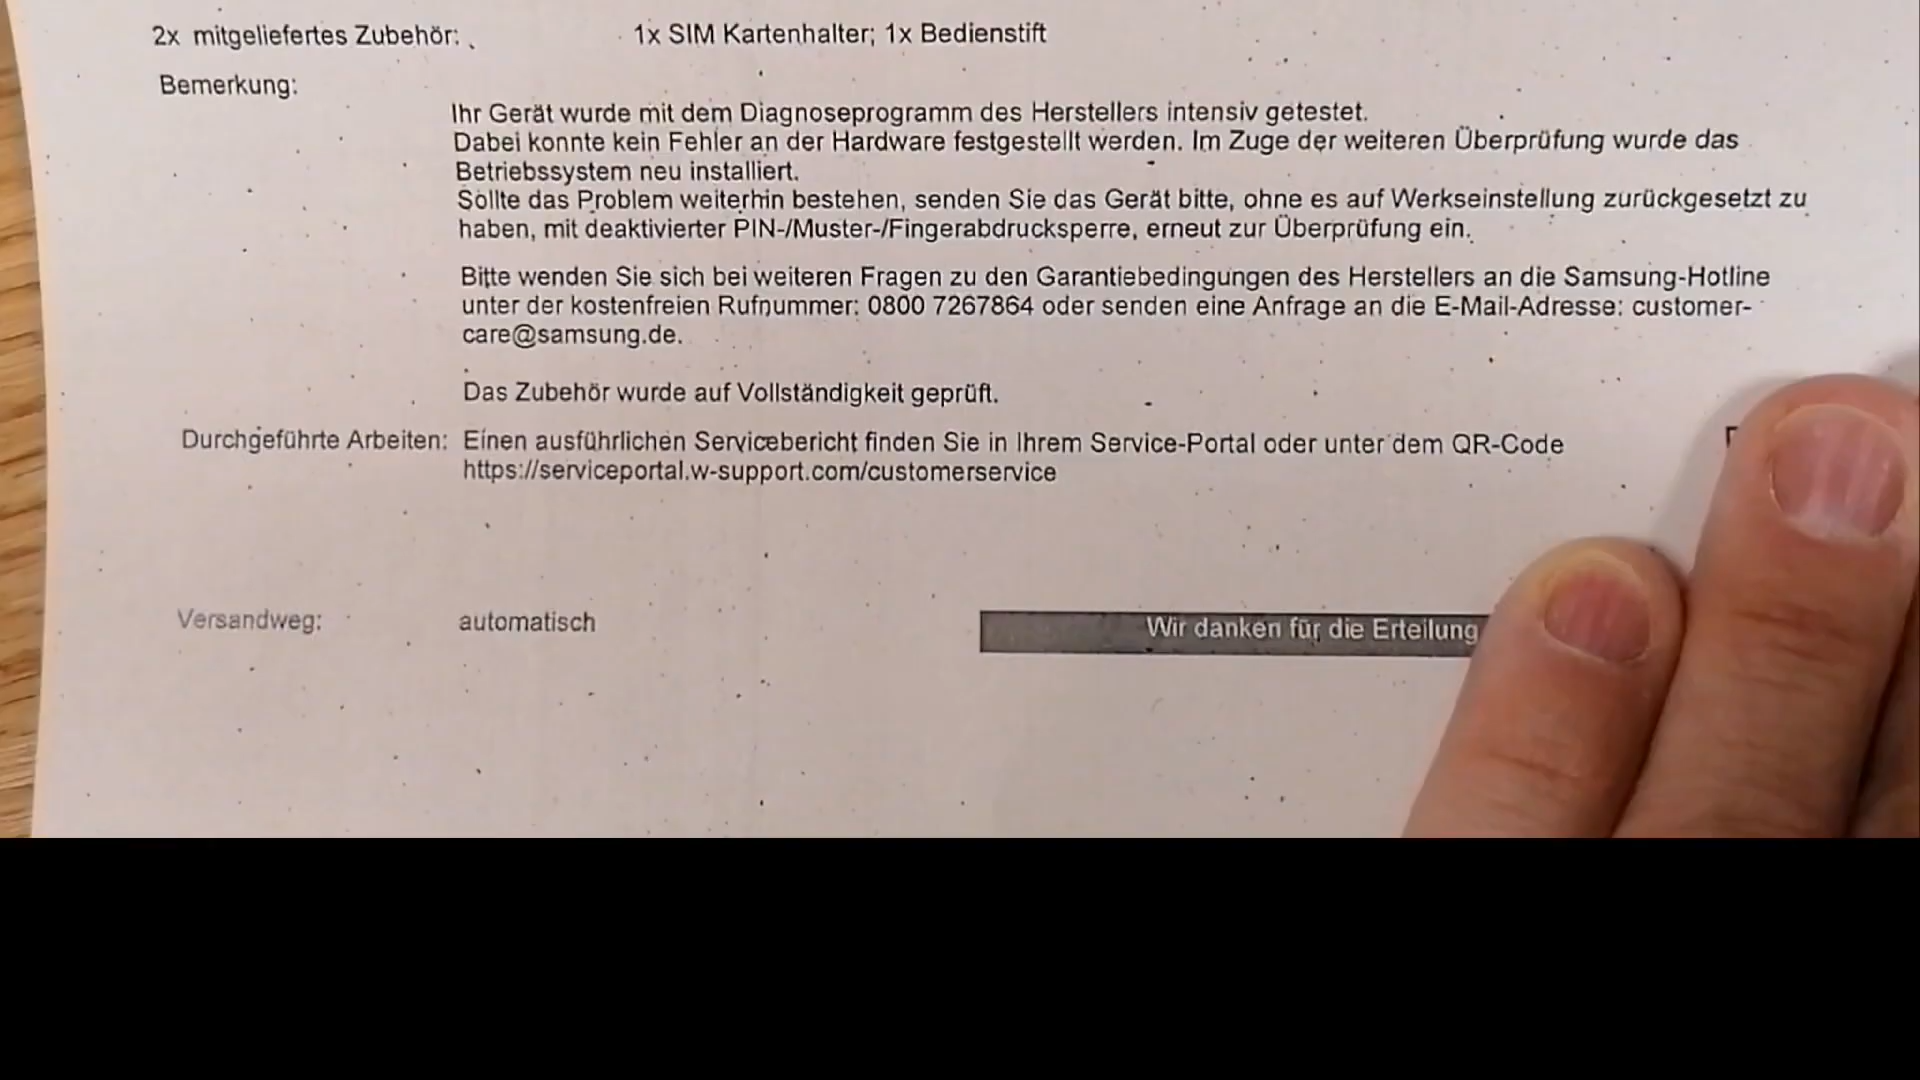 2x mitgeliefertes Zubehör:
1x SIM Kartenhalter; 1x Bedienstift
Bemerkung:
Ihr Gerät wurde mit dem Diagnoseprogramm des Herstellers intensiv getestet.
Dabei konnte kein Fehler an der Hardware festgestellt werden. Im Zuge der weiteren Überprüfung wurde das
Betriebssystem neu installiert.
Sollte das Problem weiterhin bestehen, senden Sie das Gerät bitte, ohne es auf Werkseinstellung zurückgesetzt zu
haben, mit deaktivierter PIN-/Muster-/Fingerabdrucksperre, erneut zur Überprüfung ein.
Bitte wenden Sie sich bei weiteren Fragen zu den Garantiebedingungen des Herstellers an die Samsung-Hotline
unter der kostenfreien Rufnummer: 0800 7267864 oder senden eine Anfrage an die E-Mail-Adresse: customer-
care@samsung.de.
Das Zubehör wurde auf Vollständigkeit geprüft.
Durchgeführte Arbeiten: Einen ausführlichen Servicebericht finden Sie in Ihrem Service-Portal oder unter dem QR-Code
https://serviceportal.w-support.com/customerservice
Versandweg: automatisch
Wir danken für die Erteilung